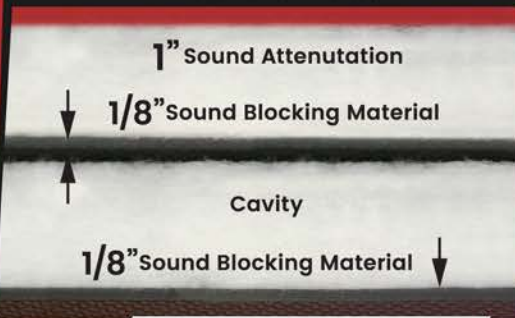 1” Sound Attenutation
1/8” Sound Blocking Material
Cavity
1/8” Sound Blocking Material